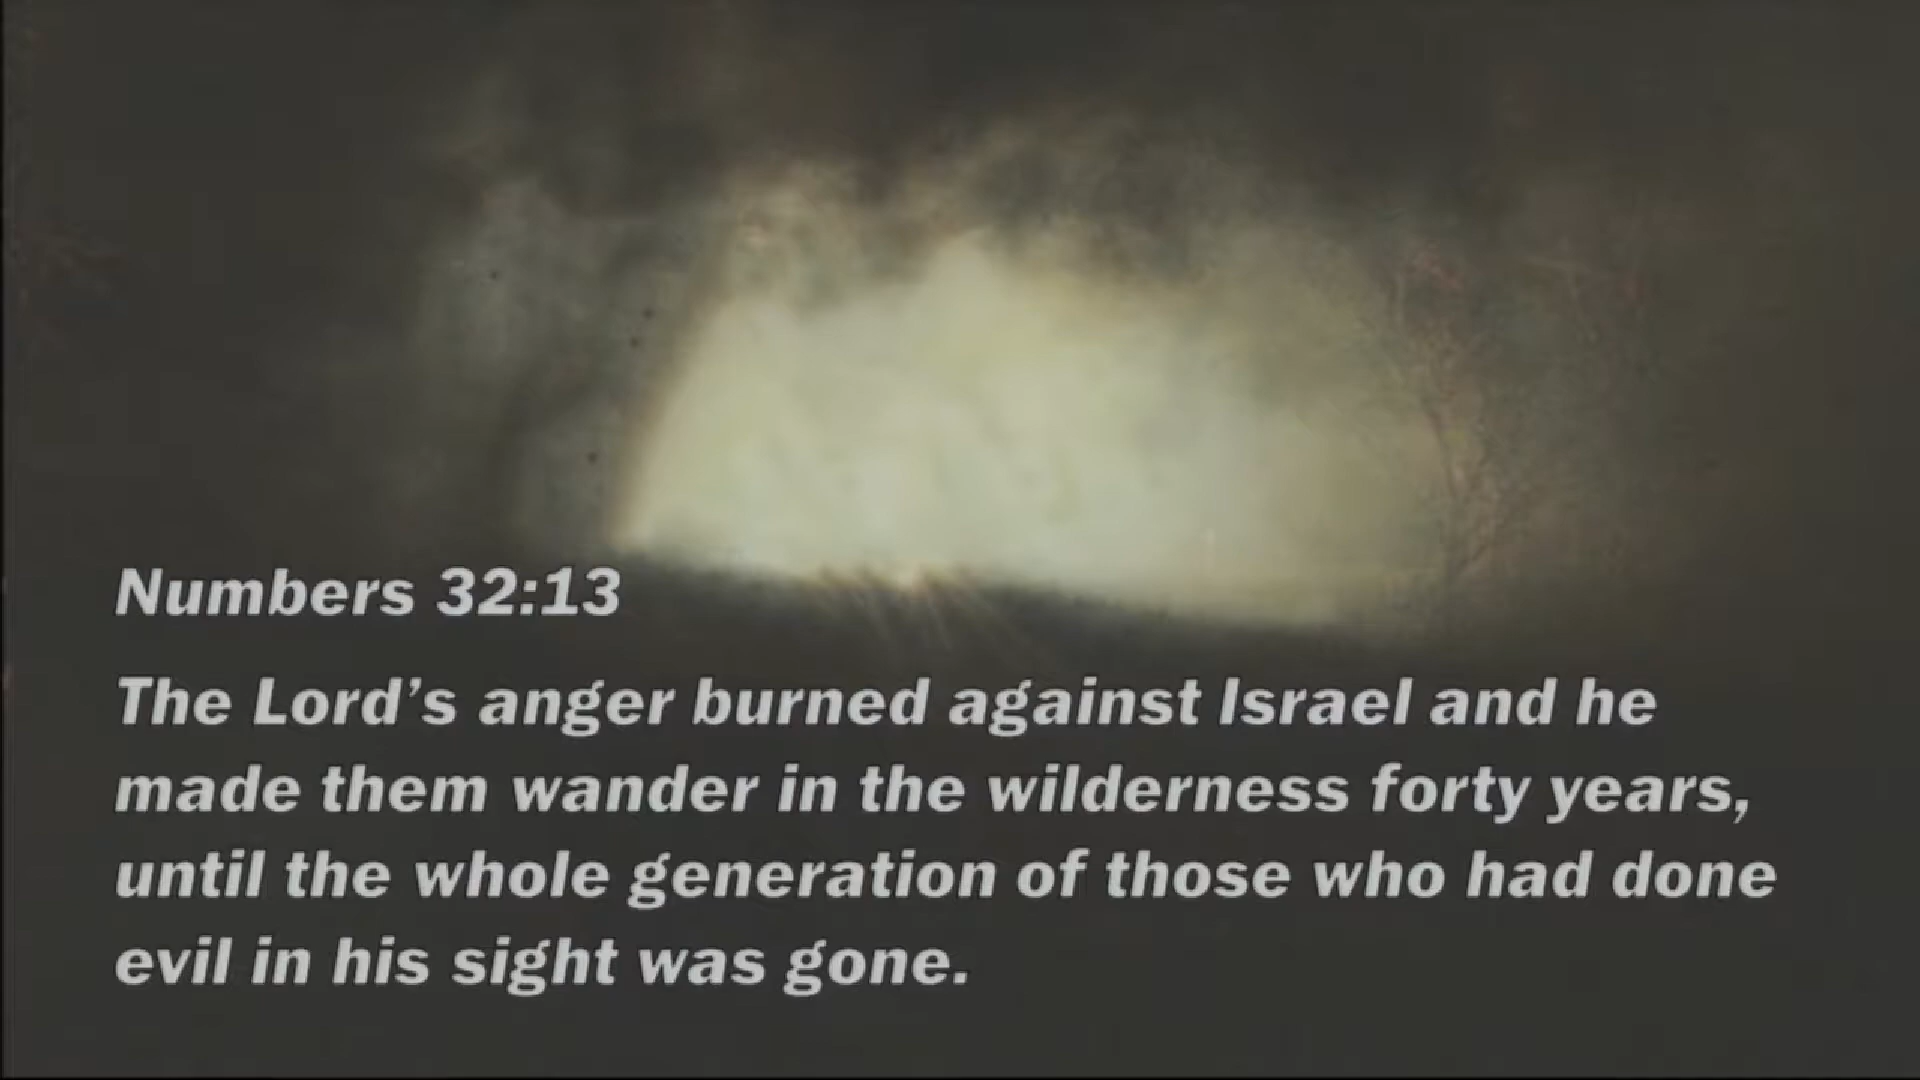 Numbers 32:13
The Lord’s anger burned against Israel and he
made them wander in the wilderness forty years,
until the whole generation of those who had done
evil in his sight was gone.